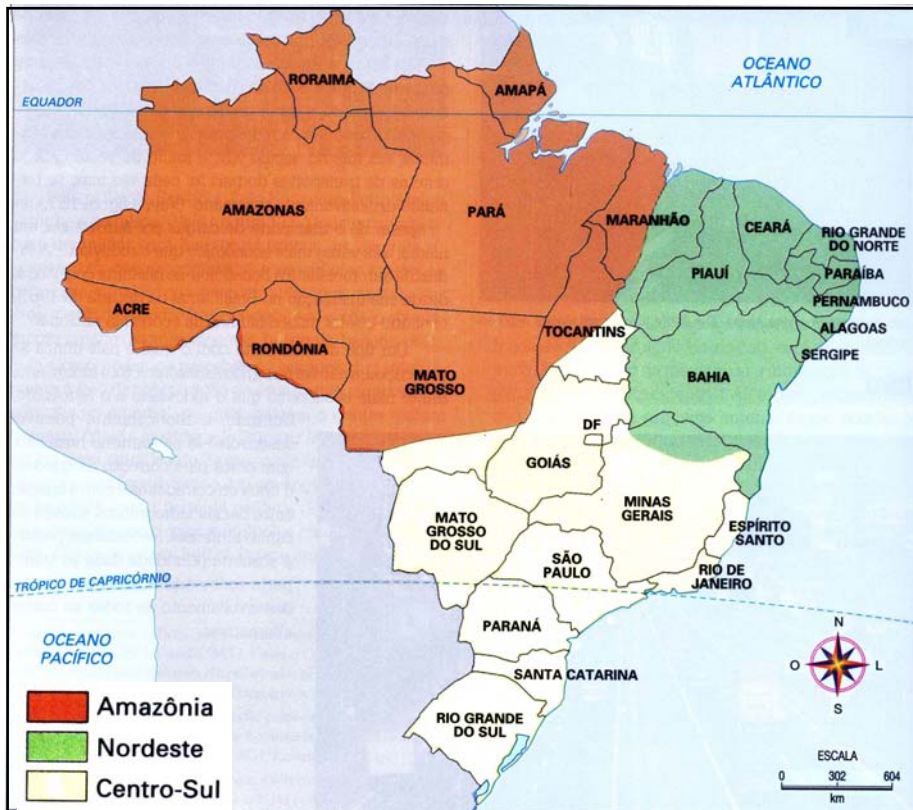 OCEANO
ATLÂNTICO
RORAIMA
AMAPÁ
EQUADOR
AMAZONAS
PARÁ
MARANHÃO
CEARÁ
RIO GRANDE
DO NORTE
PIAUÍ
PARAÍBA
PERNAMBUCO
ACRE
TOCANTINS
ALAGOAS
RONDÔNIA
SERGIPE
MATO
GROSSO
BAHIA
DF
GOIÁS
MATO
GROSSO
DO SUL
MINAS
GERAIS
ESPÍRITO
SANTO
SÃO
PAULO
RIO DE
JANEIRO
TRÓPICO DE CAPRICÓRNIO
PARANÁ
OCEANO
PACÍFICO
SANTA CATARINA
RIO GRANDE
DO SUL
N
O
L
S
Amazônia
Nordeste
Centro-Sul
ESCALA
0 302 604
km